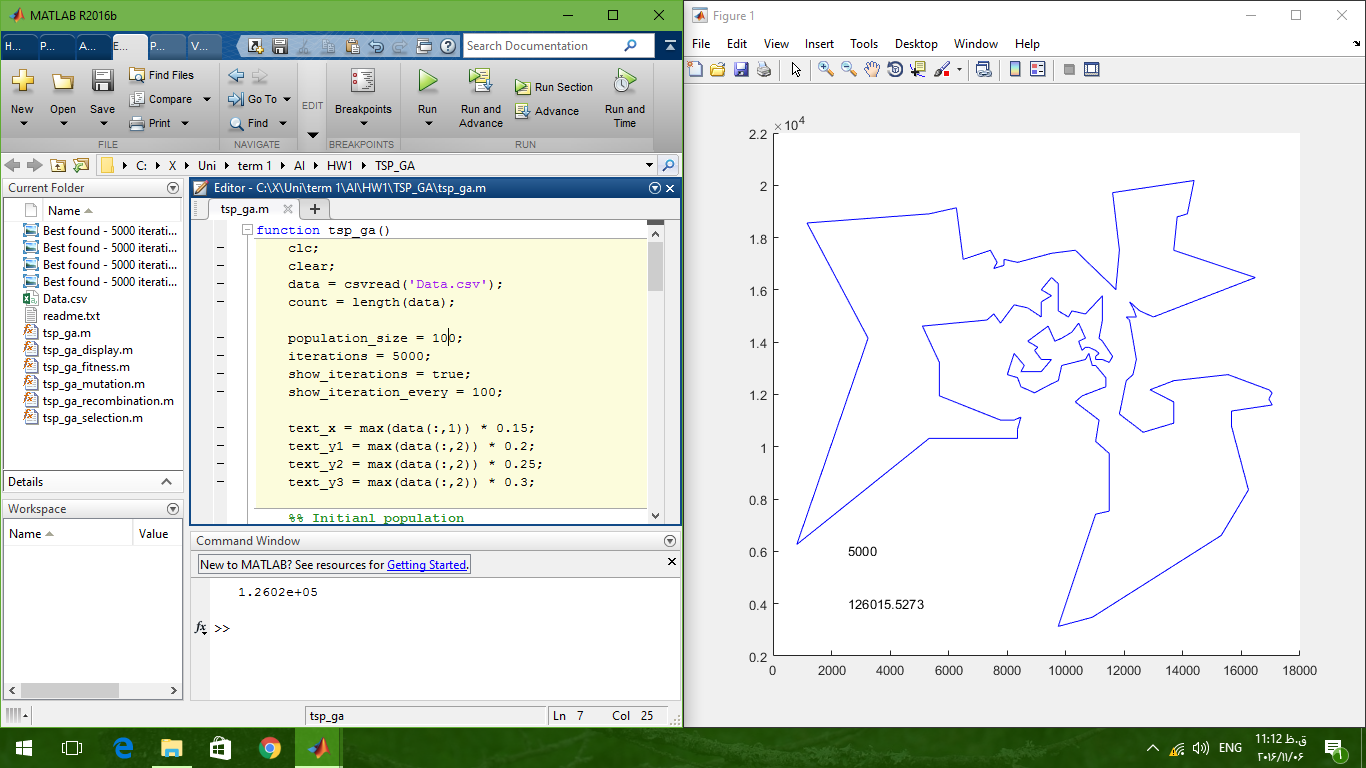 MATLAB R2016b
H... P... A... E... P... V...
Search Documentation
New
Open
Save
Find Files
Compare
Print
FILE
Go To
Find
NAVIGATE
EDIT
Breakpoints
BREAKPOINTS
Run
Run and Advance
Run Section
Advance
Run and Time
RUN
C: X Uni term 1 AI HW1 TSP_GA
Current Folder
Name
Best found - 5000 iterati...
Best found - 5000 iterati...
Best found - 5000 iterati...
Best found - 5000 iterati...
Data.csv
readme.txt
tsp_ga.m
tsp_ga_display.m
tsp_ga_fitness.m
tsp_ga_mutation.m
tsp_ga_recombination.m
tsp_ga_selection.m
Details
Workspace
Name Value
Editor - C:\X\Uni\term 1\AI\HW1\TSP_GA\tsp_ga.m
tsp_ga.m
function tsp_ga()
clc;
clear;
data = csvread('Data.csv');
count = length(data);
population_size = 100;
iterations = 5000;
show_iterations = true;
show_iteration_every = 100;
text_x = max(data(:,1)) * 0.15;
text_y1 = max(data(:,2)) * 0.2;
text_y2 = max(data(:,2)) * 0.25;
text_y3 = max(data(:,2)) * 0.3;
%% Initianl population
Command Window
New to MATLAB? See resources for Getting Started.
1.2602e+05
fx >>
tsp_ga
Ln 7 Col 25
Figure 1
File Edit View Insert Tools Desktop Window Help
×10⁴
2.2
2
1.8
1.6
1.4
1.2
1
0.8
0.6
0.4
0.2
5000
126015.5273
0 2000 4000 6000 8000 10000 12000 14000 16000 18000
ENG
11:12 ق.ظ
۲۰۱۶/۱۱/۰۶
1